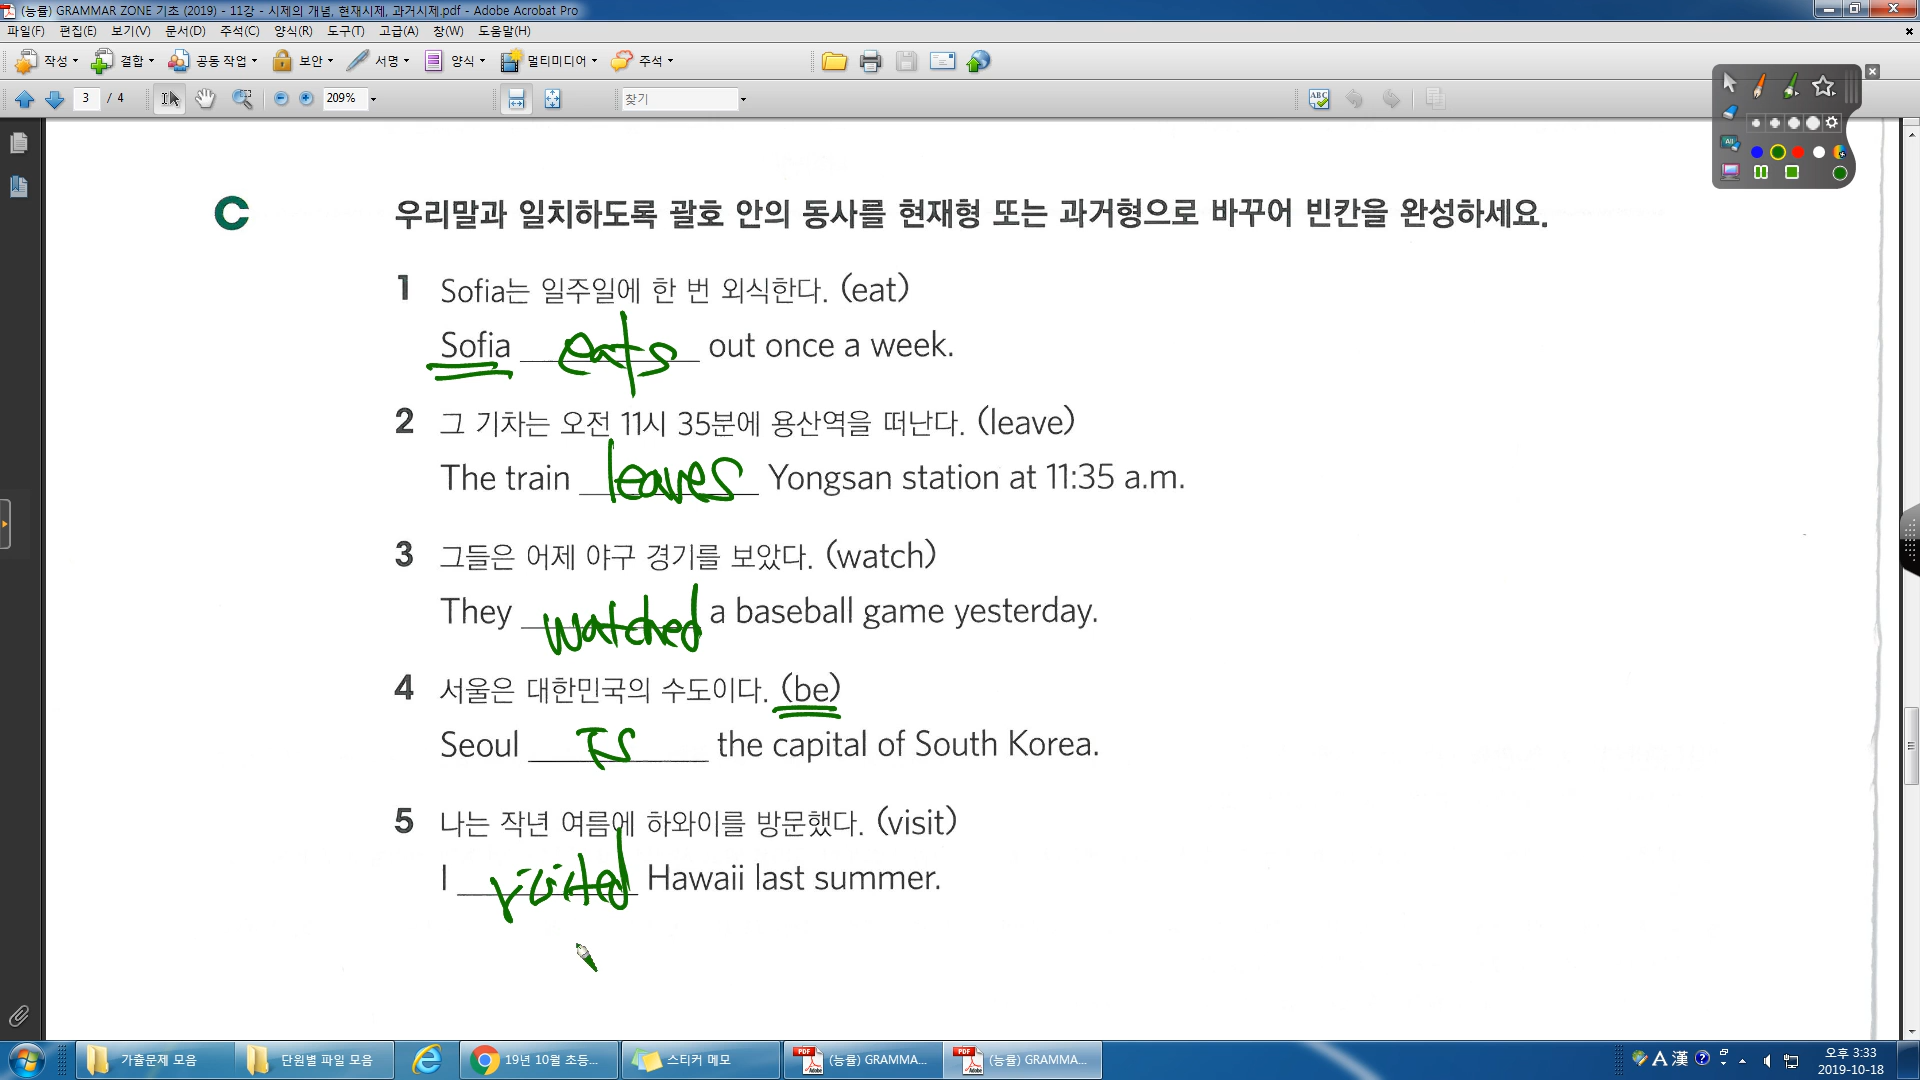 (능률) GRAMMAR ZONE 기초 (2019) - 11강 - 시제의 개념, 현재시제, 과거시제.pdf - Adobe Acrobat Pro
파일(F) 편집(E) 보기(V) 문서(D) 주석(C) 양식(R) 도구(T) 고급(A) 창(W) 도움말(H)
작성 결합 공동 작업 보안 서명 양식 멀티미디어 주석
3 / 4 209% 찾기
C 우리말과 일치하도록 괄호 안의 동사를 현재형 또는 과거형으로 바꾸어 빈칸을 완성하세요.
1 Sofia는 일주일에 한 번 외식한다. (eat)
Sofia eats out once a week.
2 그 기차는 오전 11시 35분에 용산역을 떠난다. (leave)
The train leaves Yongsan station at 11:35 a.m.
3 그들은 어제 야구 경기를 보았다. (watch)
They watched a baseball game yesterday.
4 서울은 대한민국의 수도이다. (be)
Seoul is the capital of South Korea.
5 나는 작년 여름에 하와이를 방문했다. (visit)
I visited Hawaii last summer.
가출문제 모음 단원별 파일 모음 19년 10월 초등... 스티커 메모 (능률) GRAMMA... (능률) GRAMMA... A 漢 오후 3:33
2019-10-18